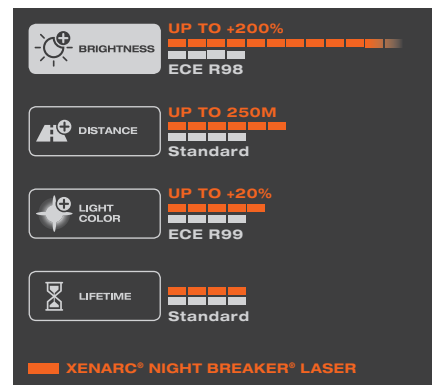 UP TO +200%
BRIGHTNESS
ECE R98
UP TO 250M
DISTANCE
Standard
UP TO +20%
LIGHT
COLOR
ECE R99
LIFETIME
Standard
XENARC® NIGHT BREAKER® LASER